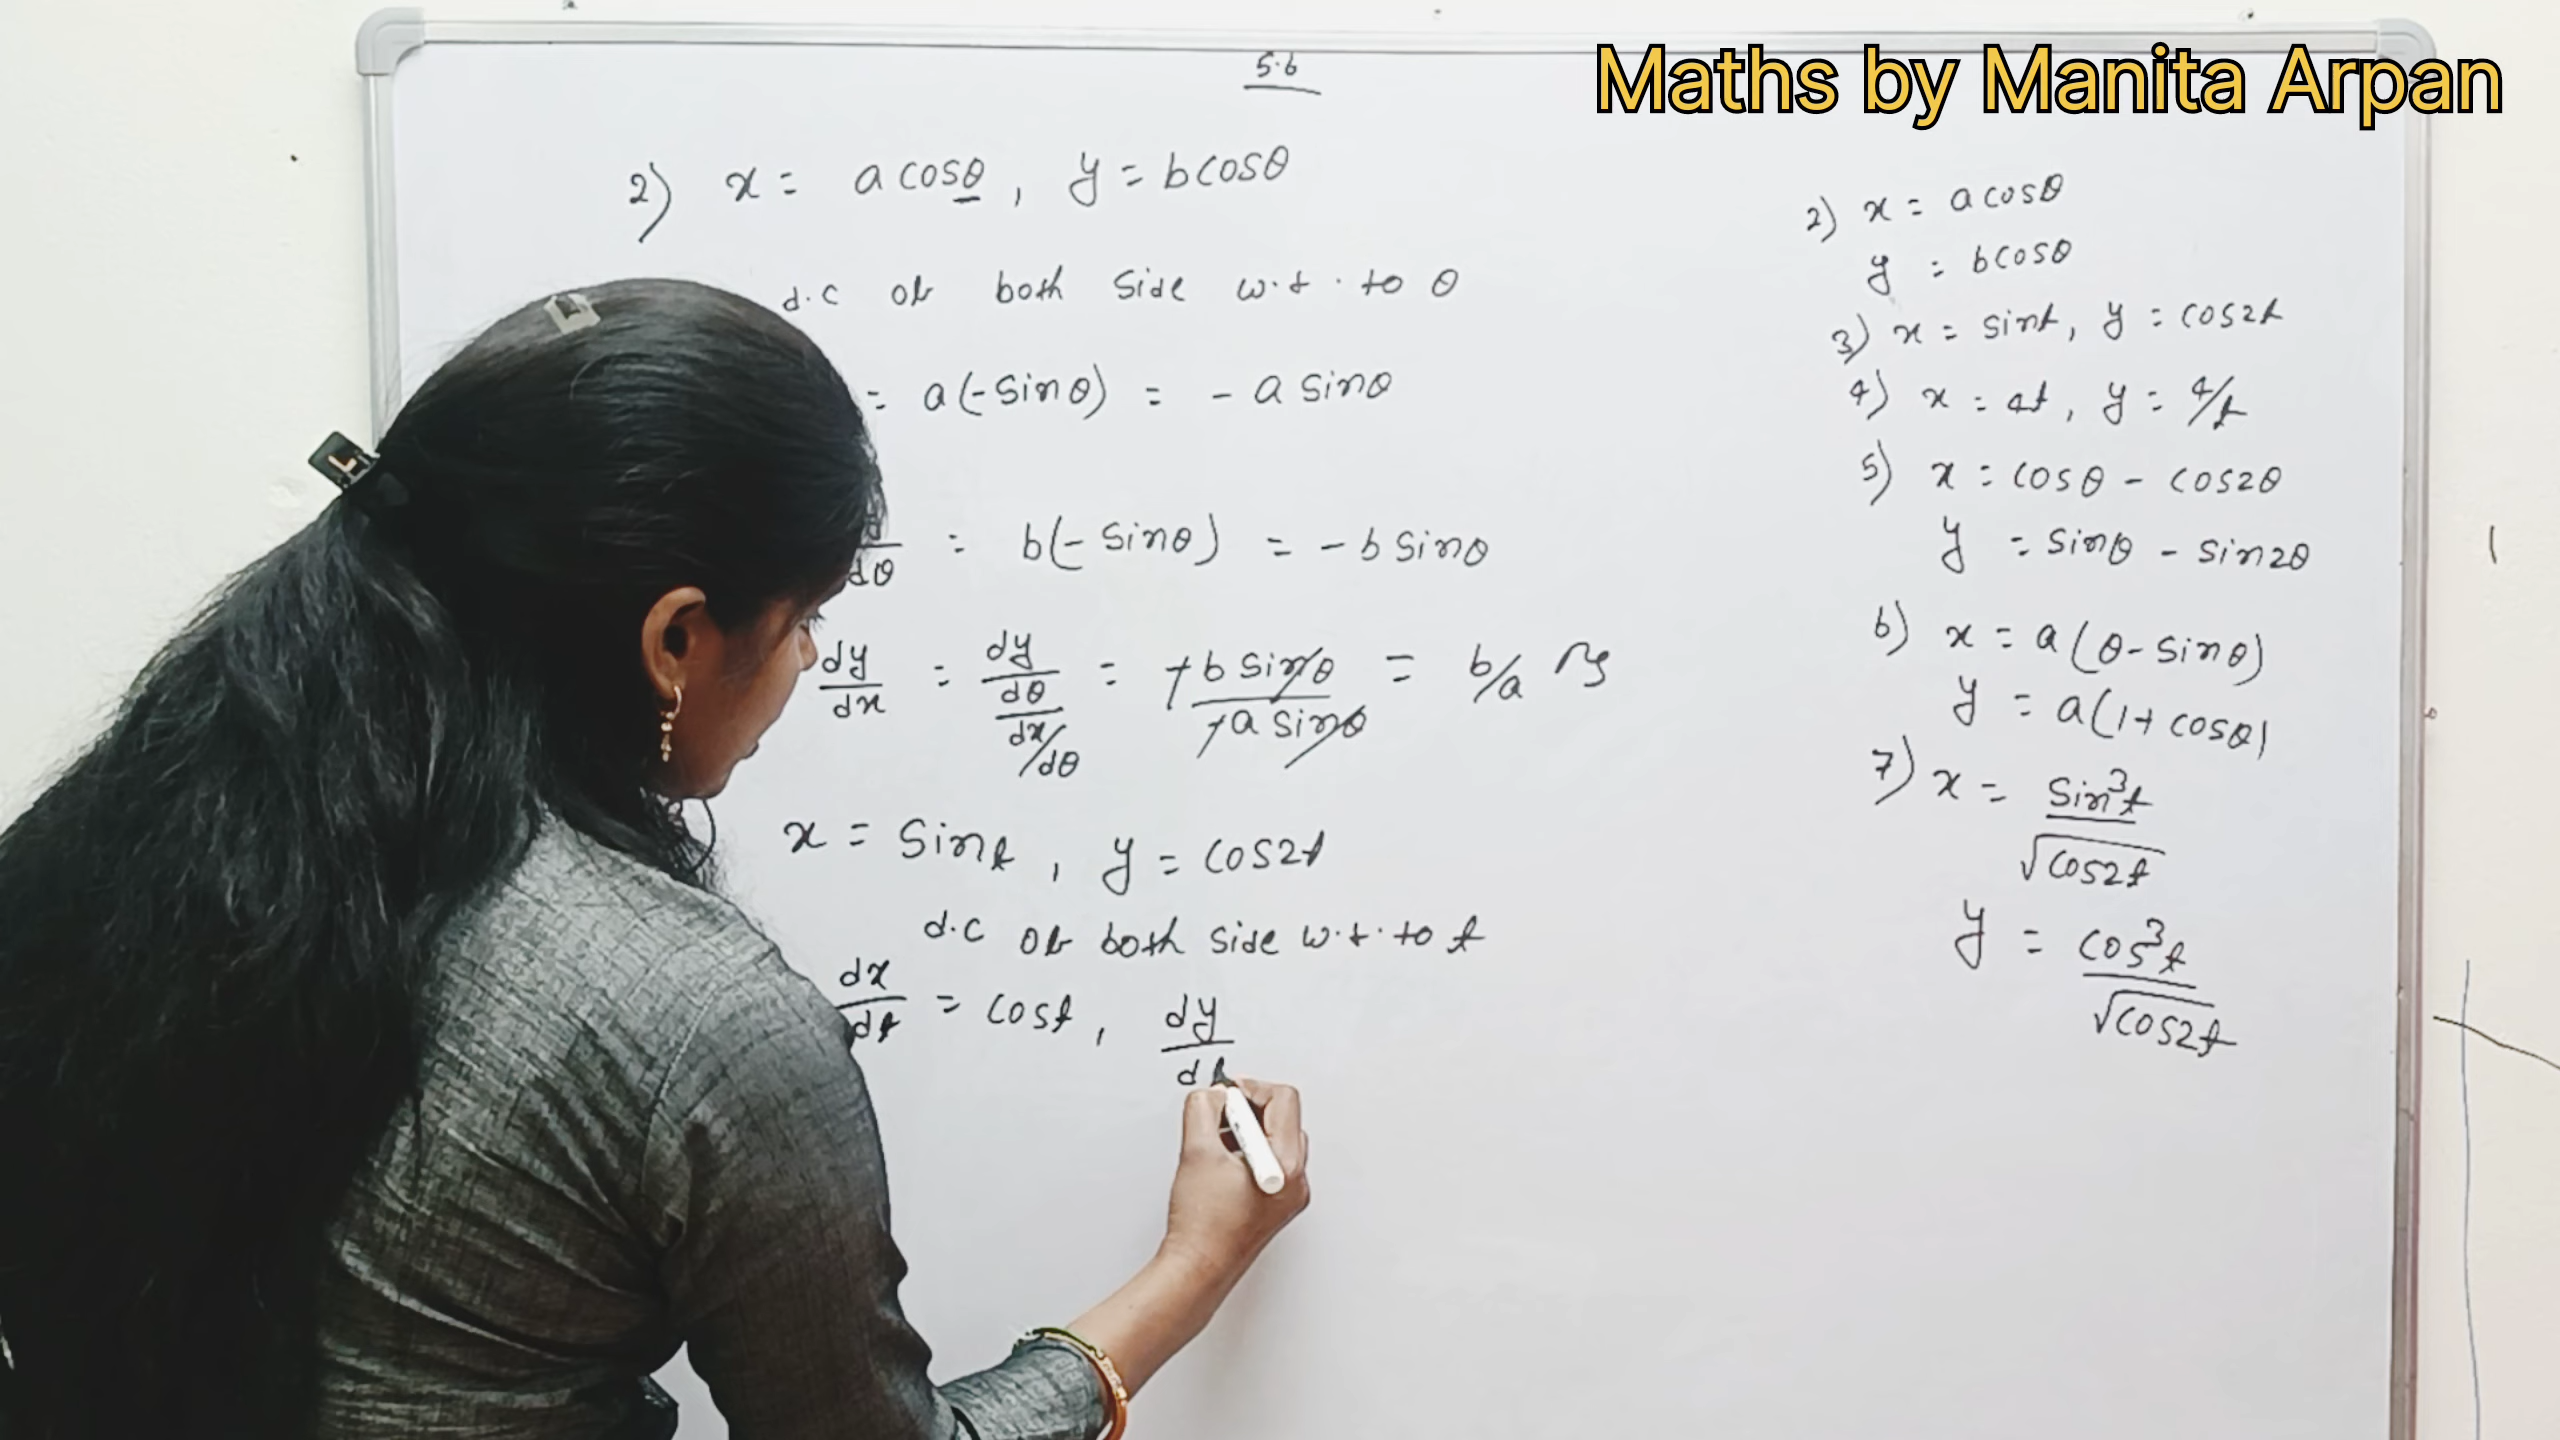 Maths by Manita Arpan
5.6
2) x = a cosθ , y = b cosθ
d.c of both side w.r.to θ
= a(-sinθ) = - a sinθ
dθ = b(- sinθ) = - b sinθ
dy/dx = dy/dθ / dx/dθ = -b sinθ / -a sinθ = b/a
x = sint , y = cos2t
d.c of both side w.r.to t
dx/dt = cost , dy/dt
2) x = a cosθ
y = b cosθ
3) x = sint, y = cos2t
4) x = 4t , y = 4/t
5) x = cosθ - cos2θ
y = sinθ - sin2θ
6) x = a(θ- sinθ)
y = a(1+ cosθ)
7) x = sin³t / √cos2t
y = cos³t / √cos2t